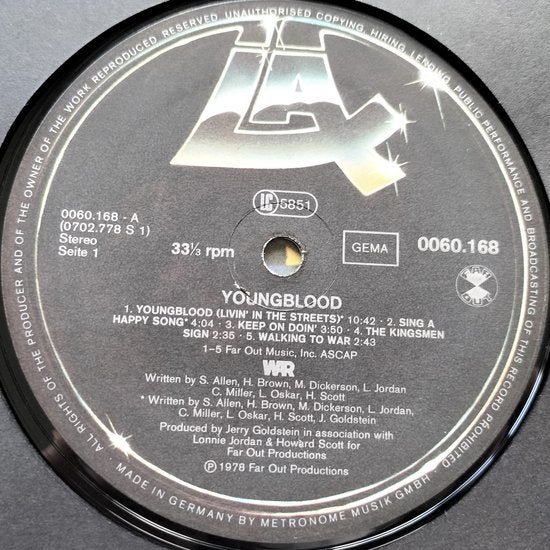 ALL RIGHTS OF THE PRODUCER AND OF THE OWNER OF THE WORK REPRODUCED RESERVED. UNAUTHORISED COPYING, HIRING, LENDING, PUBLIC PERFORMANCE AND BROADCASTING OF THIS RECORD PROHIBITED
LAX
LC 5851
0060.168 - A
(0702.778 S 1)
Stereo
Seite 1
33⅓ rpm
GEMA
0060.168
FAR OUT
YOUNGBLOOD
1. YOUNGBLOOD (LIVIN' IN THE STREETS)* 10:42 · 2. SING A
HAPPY SONG* 4:04 · 3. KEEP ON DOIN' 3:50 · 4. THE KINGSMEN
SIGN 2:35 · 5. WALKING TO WAR 2:43
1–5 Far Out Music, Inc. ASCAP
WAR
Written by S. Allen, H. Brown, M. Dickerson, L. Jordan
C. Miller, L. Oskar, H. Scott
* Written by S. Allen, H. Brown, M. Dickerson, L. Jordan,
C. Miller, L. Oskar, H. Scott, J. Goldstein
Produced by Jerry Goldstein in association with
Lonnie Jordan & Howard Scott for
Far Out Productions
℗ 1978 Far Out Productions
MADE IN GERMANY BY METRONOME MUSIK GMBH